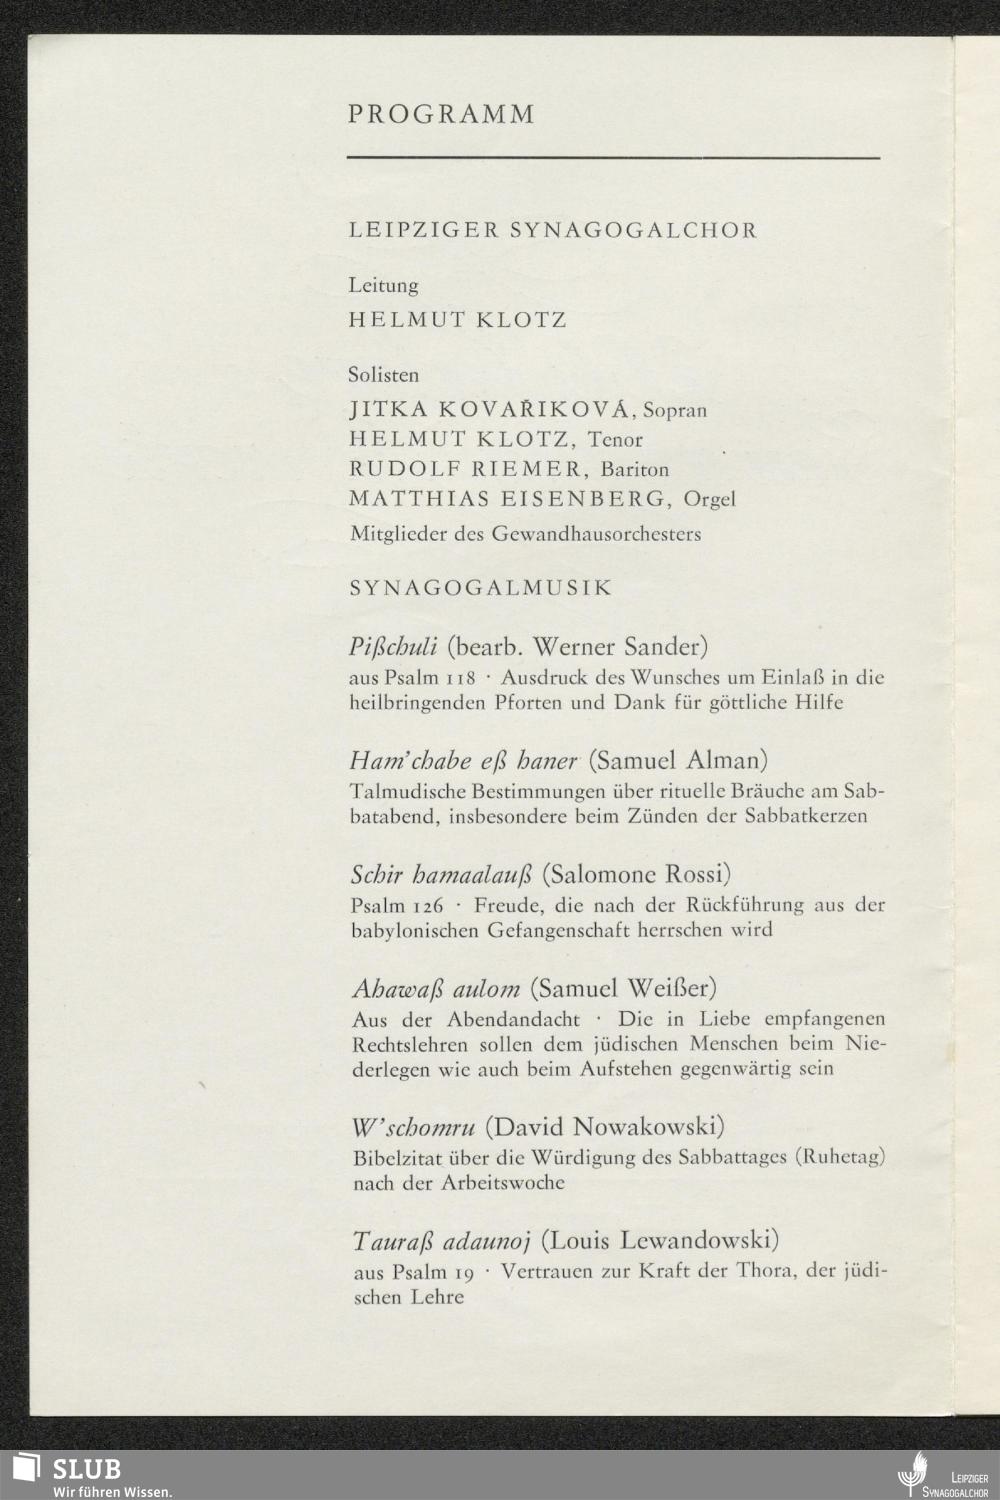 PROGRAMM
LEIPZIGER SYNAGOGALCHOR
Leitung
HELMUT KLOTZ
Solisten
JITKA KOVAŘIKOVÁ, Sopran
HELMUT KLOTZ, Tenor
RUDOLF RIEMER, Bariton
MATTHIAS EISENBERG, Orgel
Mitglieder des Gewandhausorchesters
SYNAGOGALMUSIK
Pißchuli (bearb. Werner Sander)
aus Psalm 118 · Ausdruck des Wunsches um Einlaß in die
heilbringenden Pforten und Dank für göttliche Hilfe
Ham'chabe eß haner (Samuel Alman)
Talmudische Bestimmungen über rituelle Bräuche am Sab-
batabend, insbesondere beim Zünden der Sabbatkerzen
Schir hamaalauß (Salomone Rossi)
Psalm 126 · Freude, die nach der Rückführung aus der
babylonischen Gefangenschaft herrschen wird
Ahawaß aulom (Samuel Weißer)
Aus der Abendandacht · Die in Liebe empfangenen
Rechtslehren sollen dem jüdischen Menschen beim Nie-
derlegen wie auch beim Aufstehen gegenwärtig sein
W'schomru (David Nowakowski)
Bibelzitat über die Würdigung des Sabbattages (Ruhetag)
nach der Arbeitswoche
Tauraß adaunoj (Louis Lewandowski)
aus Psalm 19 · Vertrauen zur Kraft der Thora, der jüdi-
schen Lehre
SLUB
Wir führen Wissen.
LEIPZIGER
SYNAGOGALCHOR